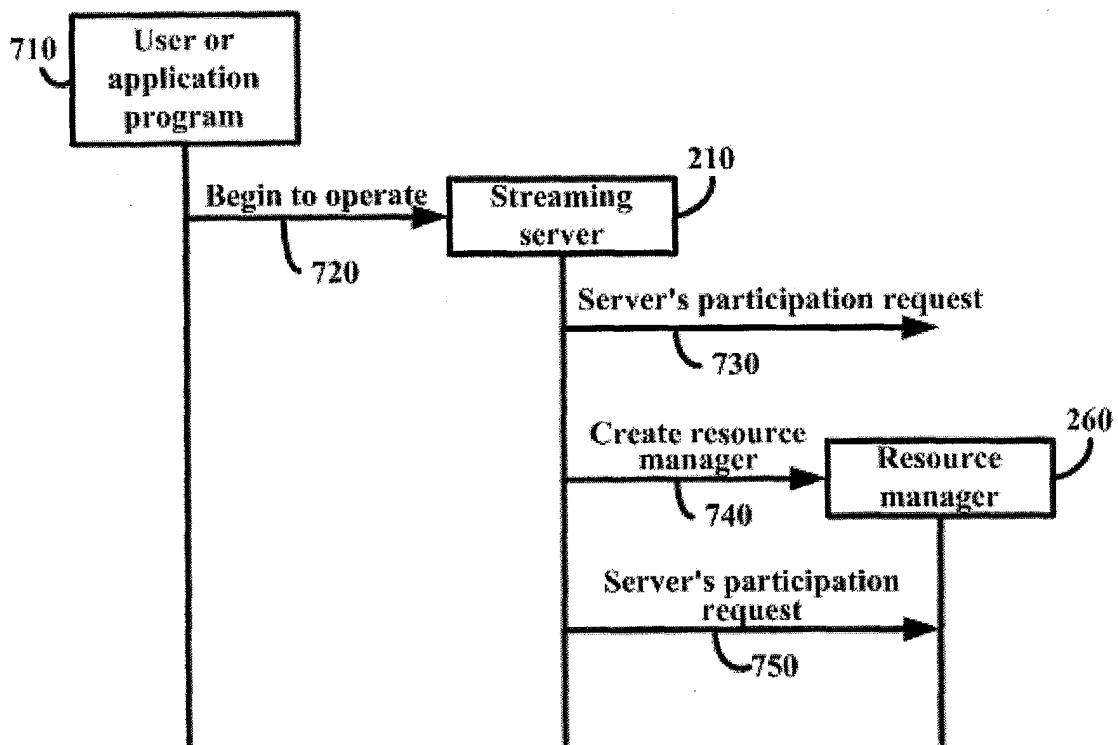 710
User or
application
program
210
Begin to operate
Streaming
server
720
Server's participation request
730
Create resource
manager
260
Resource
manager
740
Server's participation
request
750